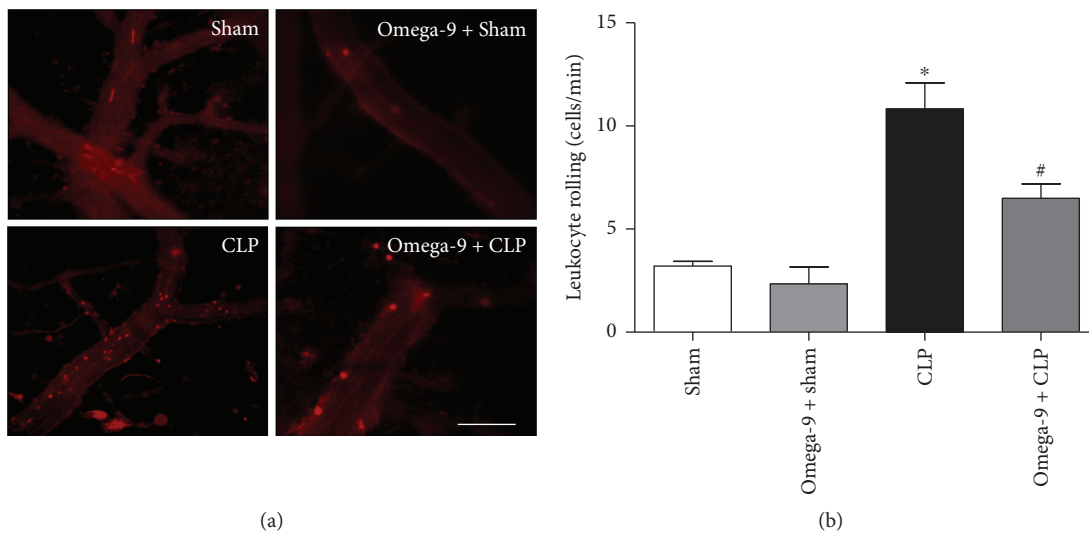 Sham
Omega-9 + Sham
CLP
Omega-9 + CLP
(a)
Leukocyte rolling (cells/min)
15
10
5
0
*
#
Sham
Omega-9 + sham
CLP
Omega-9 + CLP
(b)